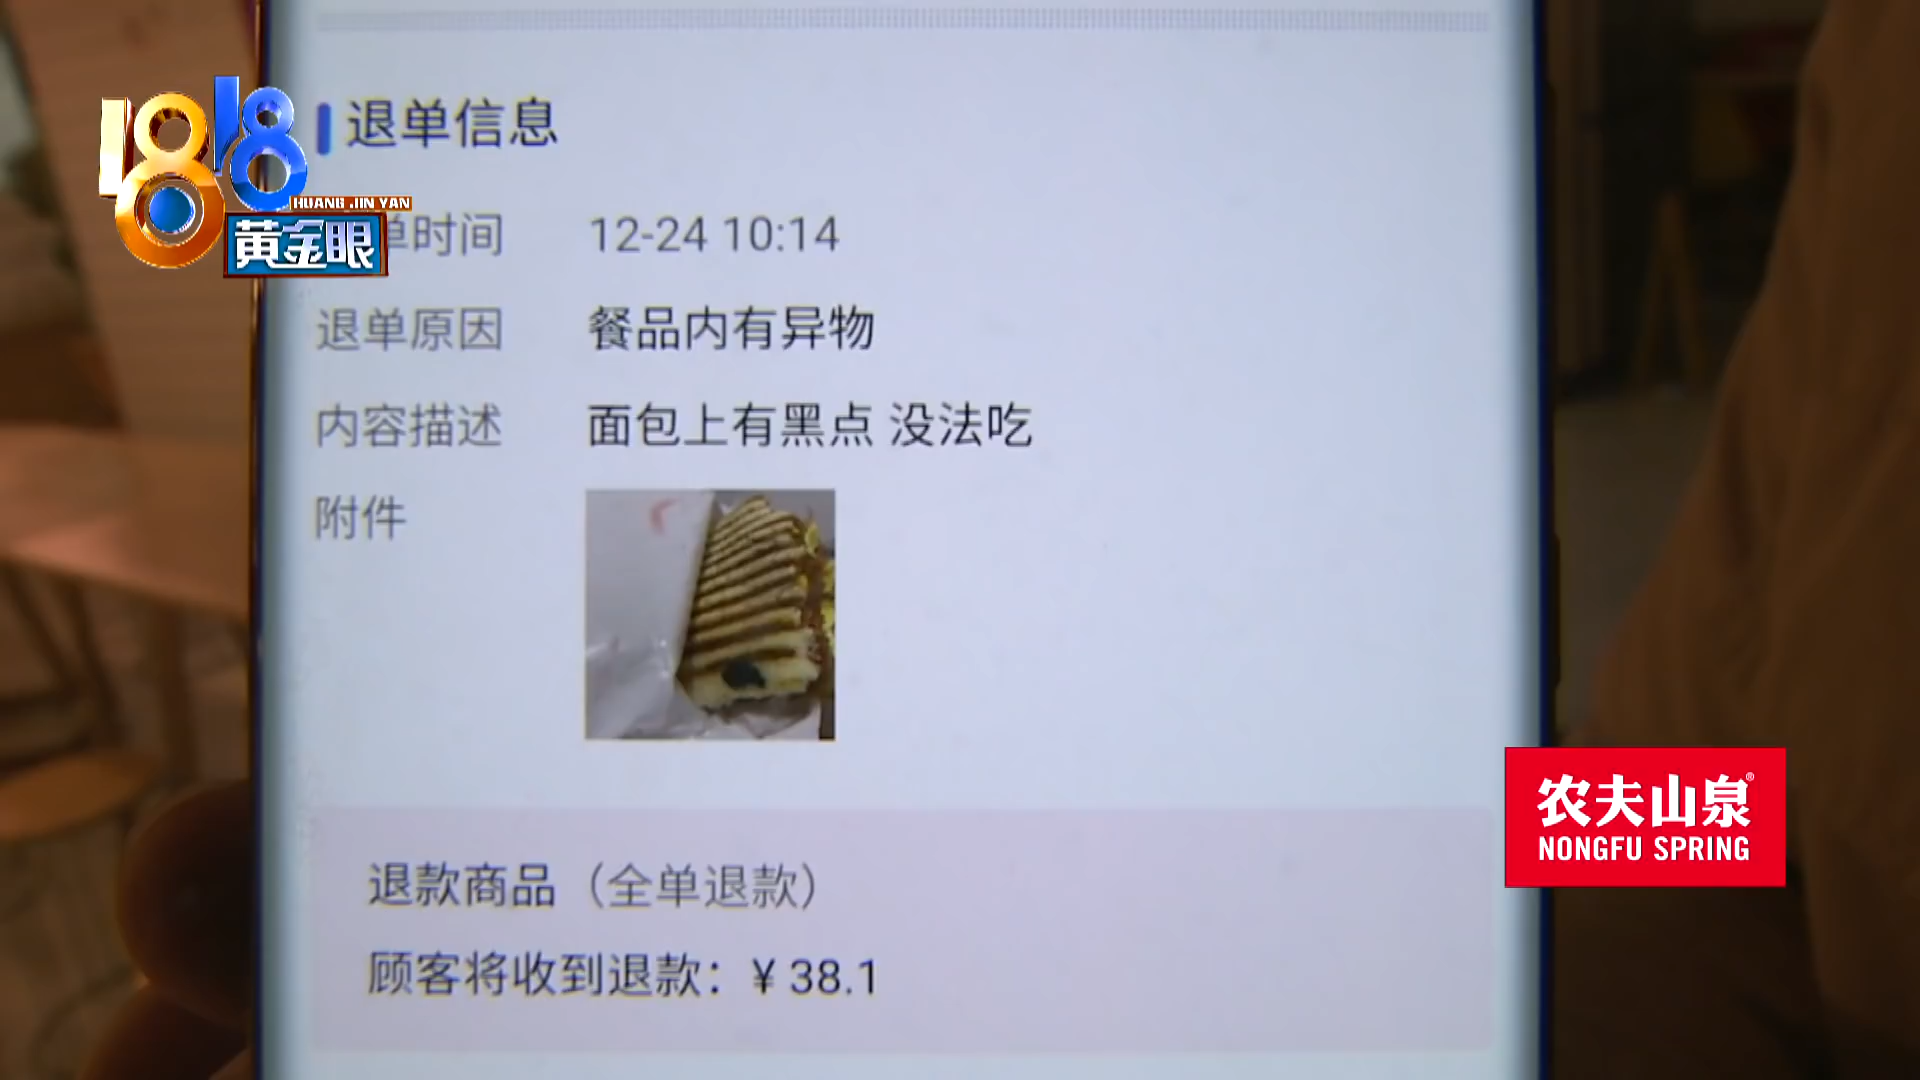 退单信息
1818
HUANG JIN YAN
黄金眼
单时间 12-24 10:14
退单原因 餐品内有异物
内容描述 面包上有黑点 没法吃
附件
农夫山泉®
NONGFU SPRING
退款商品（全单退款）
顾客将收到退款：¥ 38.1